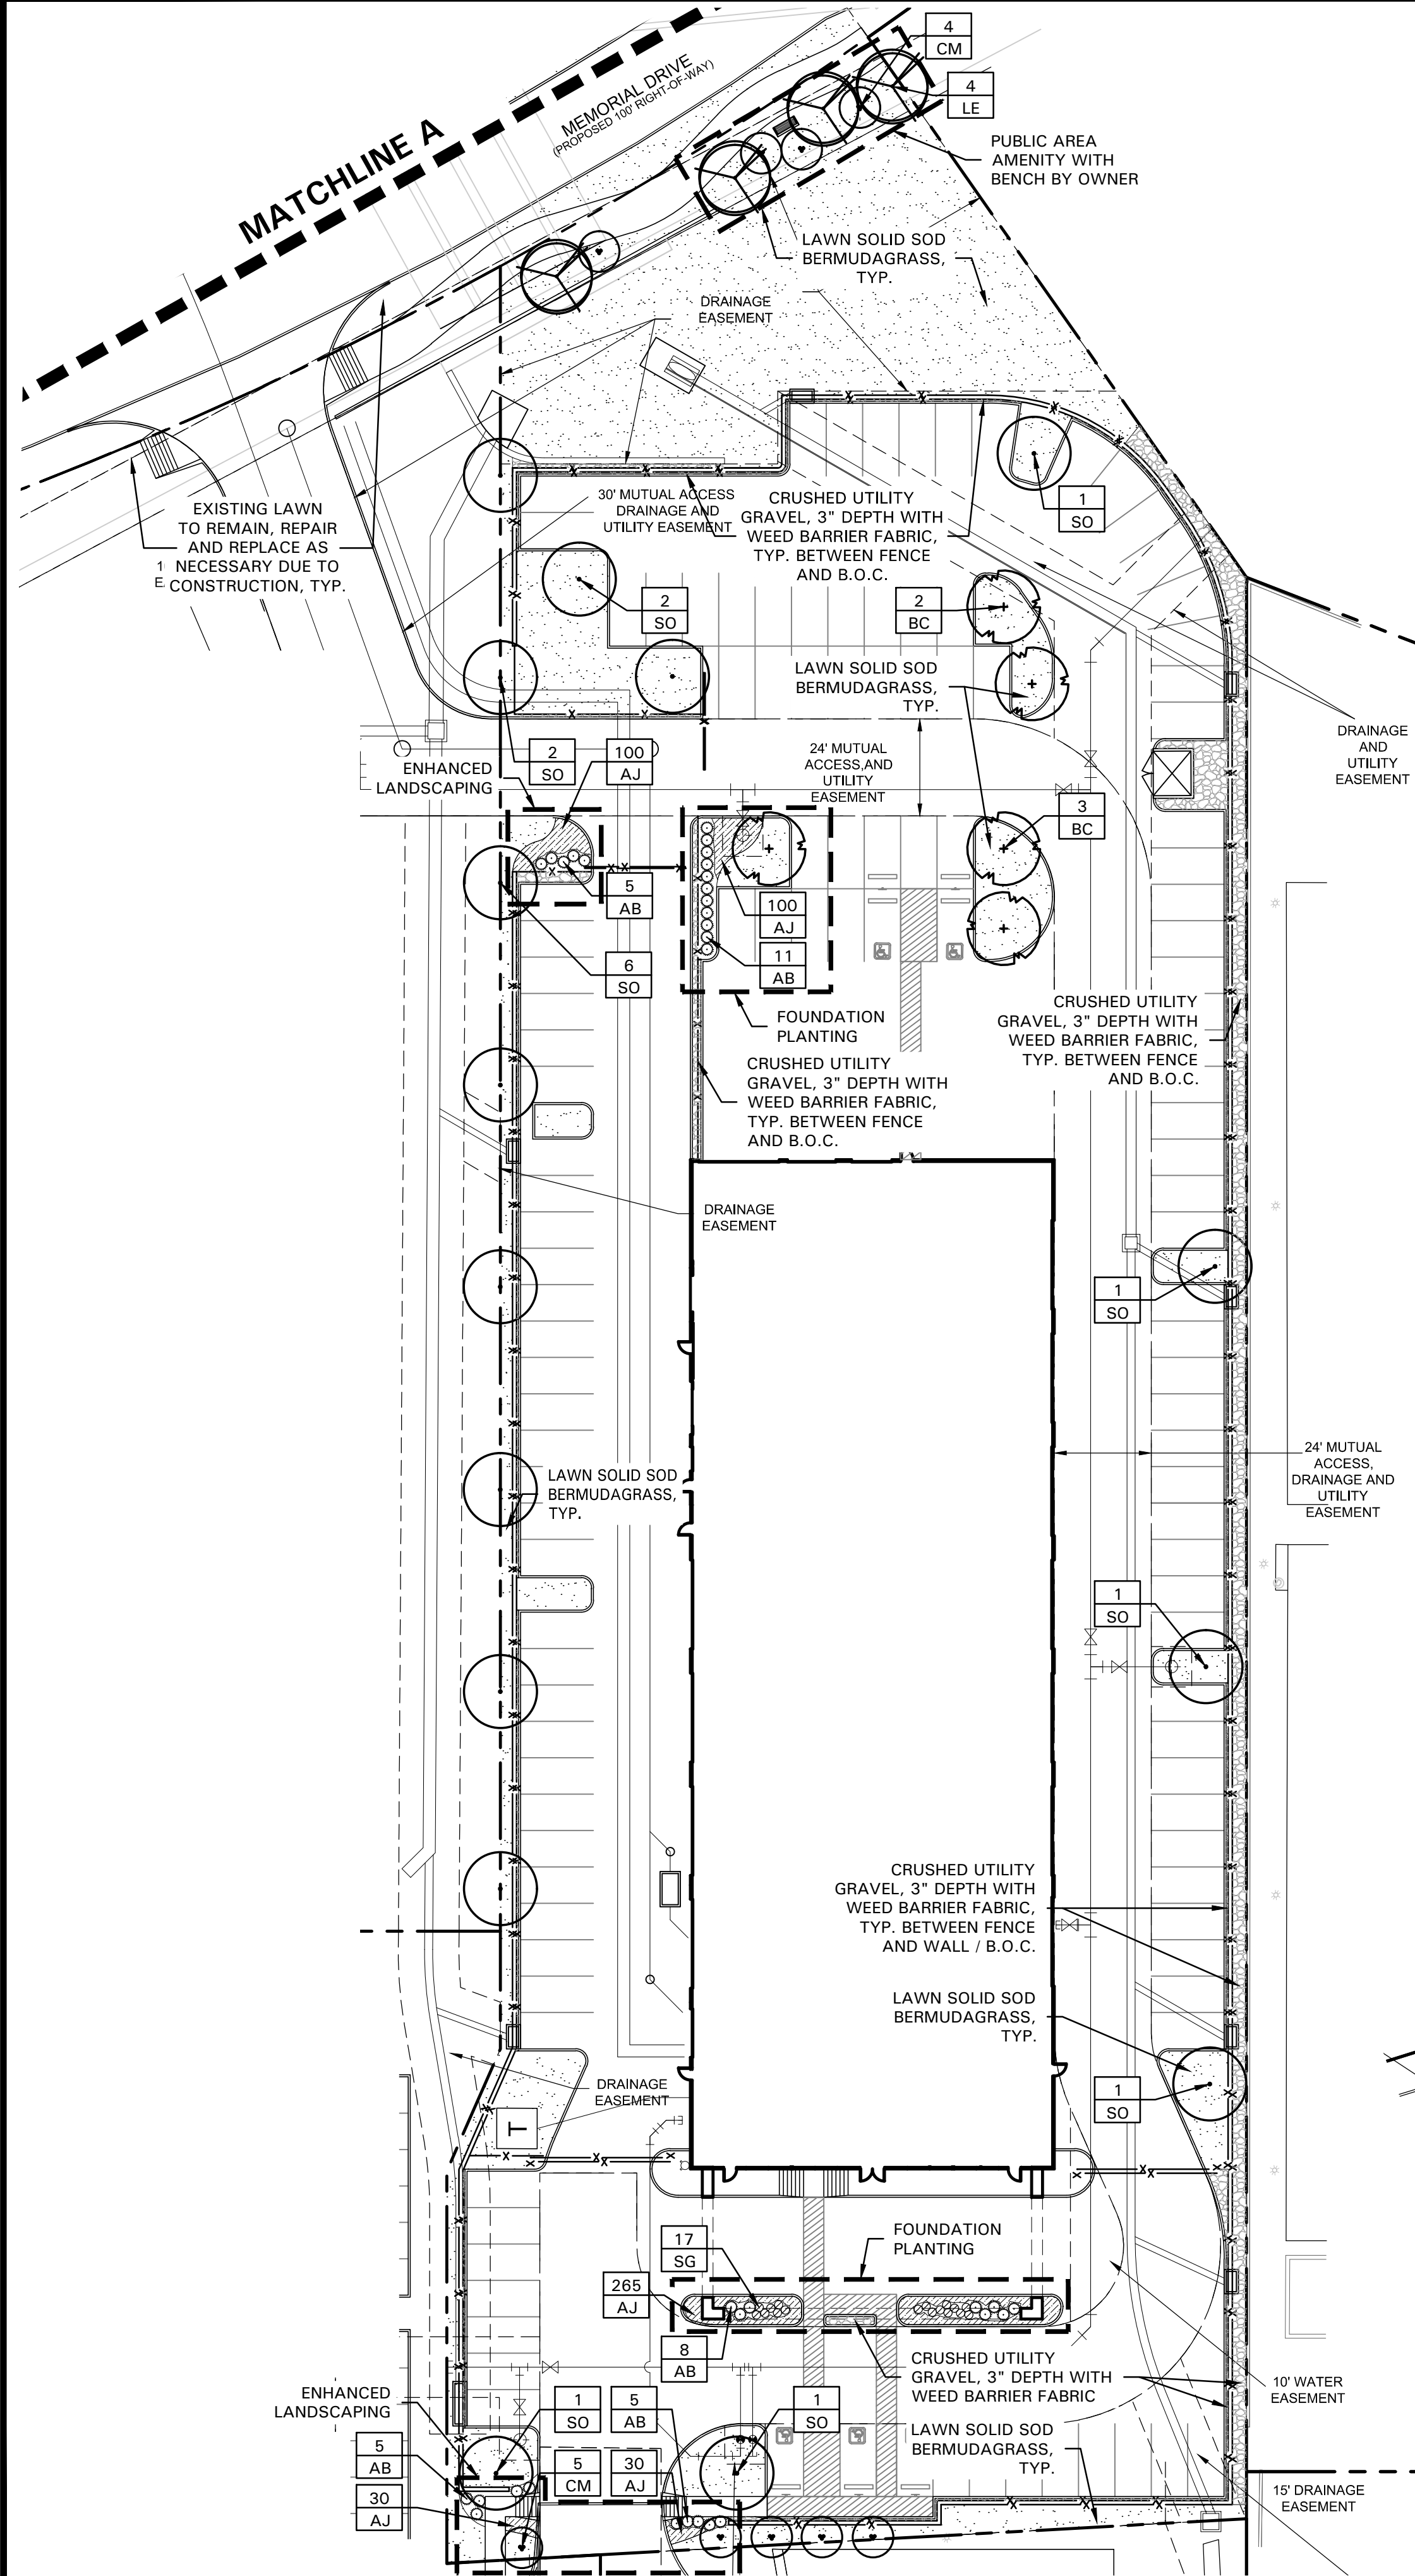 4
CM
4
LE
MEMORIAL DRIVE
(PROPOSED 100' RIGHT-OF-WAY)
MATCHLINE A
PUBLIC AREA
AMENITY WITH
BENCH BY OWNER
LAWN SOLID SOD
BERMUDAGRASS,
TYP.
DRAINAGE
EASEMENT
EXISTING LAWN
TO REMAIN, REPAIR
AND REPLACE AS
NECESSARY DUE TO
CONSTRUCTION, TYP.
30' MUTUAL ACCESS
DRAINAGE AND
UTILITY EASEMENT
CRUSHED UTILITY
GRAVEL, 3" DEPTH WITH
WEED BARRIER FABRIC,
TYP. BETWEEN FENCE
AND B.O.C.
1
SO
2
SO
2
BC
LAWN SOLID SOD
BERMUDAGRASS,
TYP.
2
SO
100
AJ
ENHANCED
LANDSCAPING
24' MUTUAL
ACCESS,AND
UTILITY
EASEMENT
DRAINAGE
AND
UTILITY
EASEMENT
3
BC
5
AB
100
AJ
11
AB
6
SO
FOUNDATION
PLANTING
CRUSHED UTILITY
GRAVEL, 3" DEPTH WITH
WEED BARRIER FABRIC,
TYP. BETWEEN FENCE
AND B.O.C.
CRUSHED UTILITY
GRAVEL, 3" DEPTH WITH
WEED BARRIER FABRIC,
TYP. BETWEEN FENCE
AND B.O.C.
DRAINAGE
EASEMENT
1
SO
LAWN SOLID SOD
BERMUDAGRASS,
TYP.
24' MUTUAL
ACCESS,
DRAINAGE AND
UTILITY
EASEMENT
1
SO
CRUSHED UTILITY
GRAVEL, 3" DEPTH WITH
WEED BARRIER FABRIC,
TYP. BETWEEN FENCE
AND WALL / B.O.C.
LAWN SOLID SOD
BERMUDAGRASS,
TYP.
DRAINAGE
EASEMENT
T
1
SO
17
SG
FOUNDATION
PLANTING
265
AJ
8
AB
CRUSHED UTILITY
GRAVEL, 3" DEPTH WITH
WEED BARRIER FABRIC
10' WATER
EASEMENT
ENHANCED
LANDSCAPING
1
SO
5
AB
1
SO
LAWN SOLID SOD
BERMUDAGRASS,
TYP.
5
AB
5
CM
30
AJ
30
AJ
15' DRAINAGE
EASEMENT